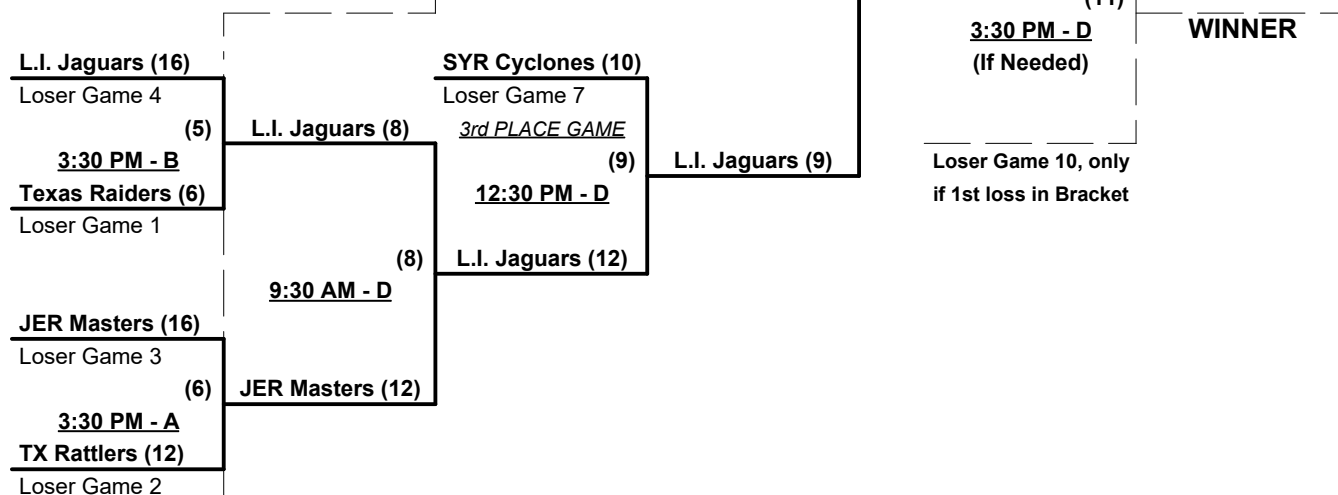 (11)
3:30 PM - D
(If Needed)
WINNER
L.I. Jaguars (16)
Loser Game 4
(5)
3:30 PM - B
Texas Raiders (6)
Loser Game 1
L.I. Jaguars (8)
(8)
9:30 AM - D
JER Masters (16)
Loser Game 3
(6)
3:30 PM - A
TX Rattlers (12)
Loser Game 2
JER Masters (12)
SYR Cyclones (10)
Loser Game 7
3rd PLACE GAME
(9)
12:30 PM - D
L.I. Jaguars (12)
L.I. Jaguars (9)
Loser Game 10, only
if 1st loss in Bracket